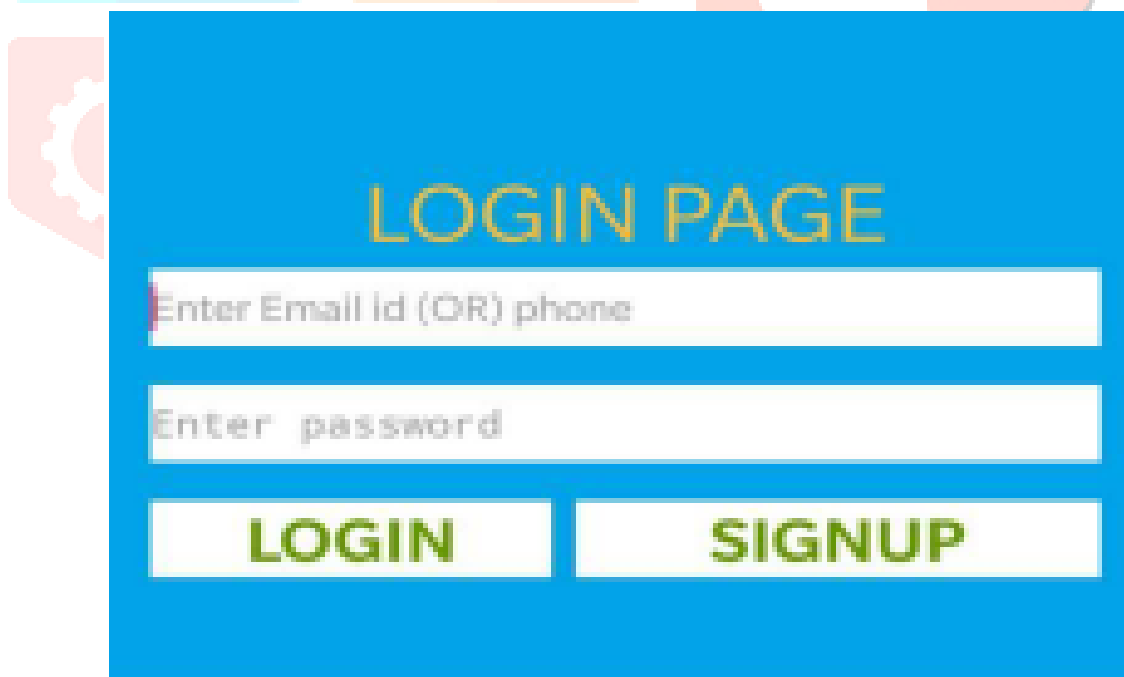 LOGIN PAGE
Enter Email id (OR) phone
Enter password
LOGIN SIGNUP